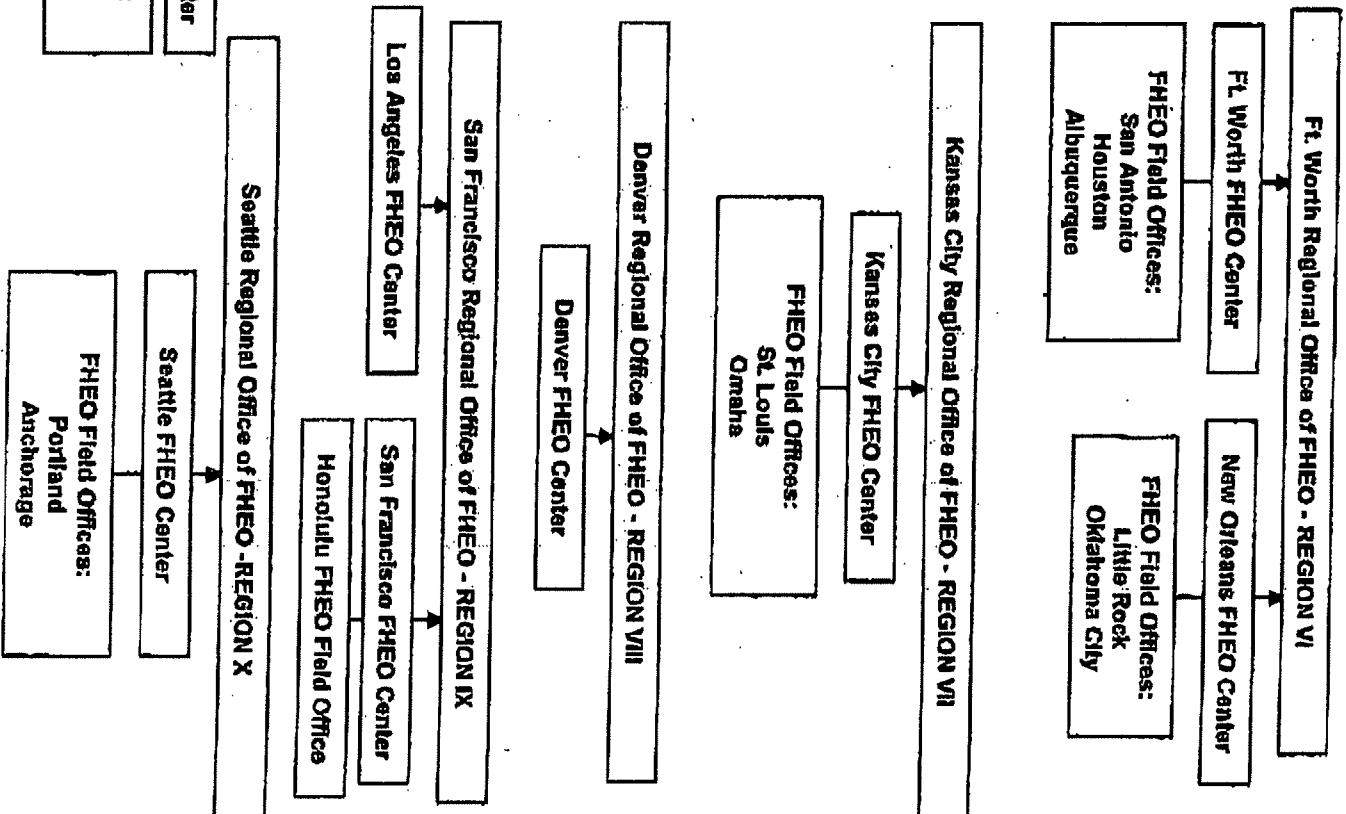 Ft. Worth Regional Office of FHEO - REGION VI
Ft. Worth FHEO Center
FHEO Field Offices:
San Antonio
Houston
Albuquerque
New Orleans FHEO Center
FHEO Field Offices:
Little Rock
Oklahoma City
Kansas City Regional Office of FHEO - REGION VII
Kansas City FHEO Center
FHEO Field Offices:
St. Louis
Omaha
Denver Regional Office of FHEO - REGION VIII
Denver FHEO Center
San Francisco Regional Office of FHEO - REGION IX
Los Angeles FHEO Center
San Francisco FHEO Center
Honolulu FHEO Field Office
Seattle Regional Office of FHEO -REGION X
Seattle FHEO Center
FHEO Field Offices:
Portland
Anchorage